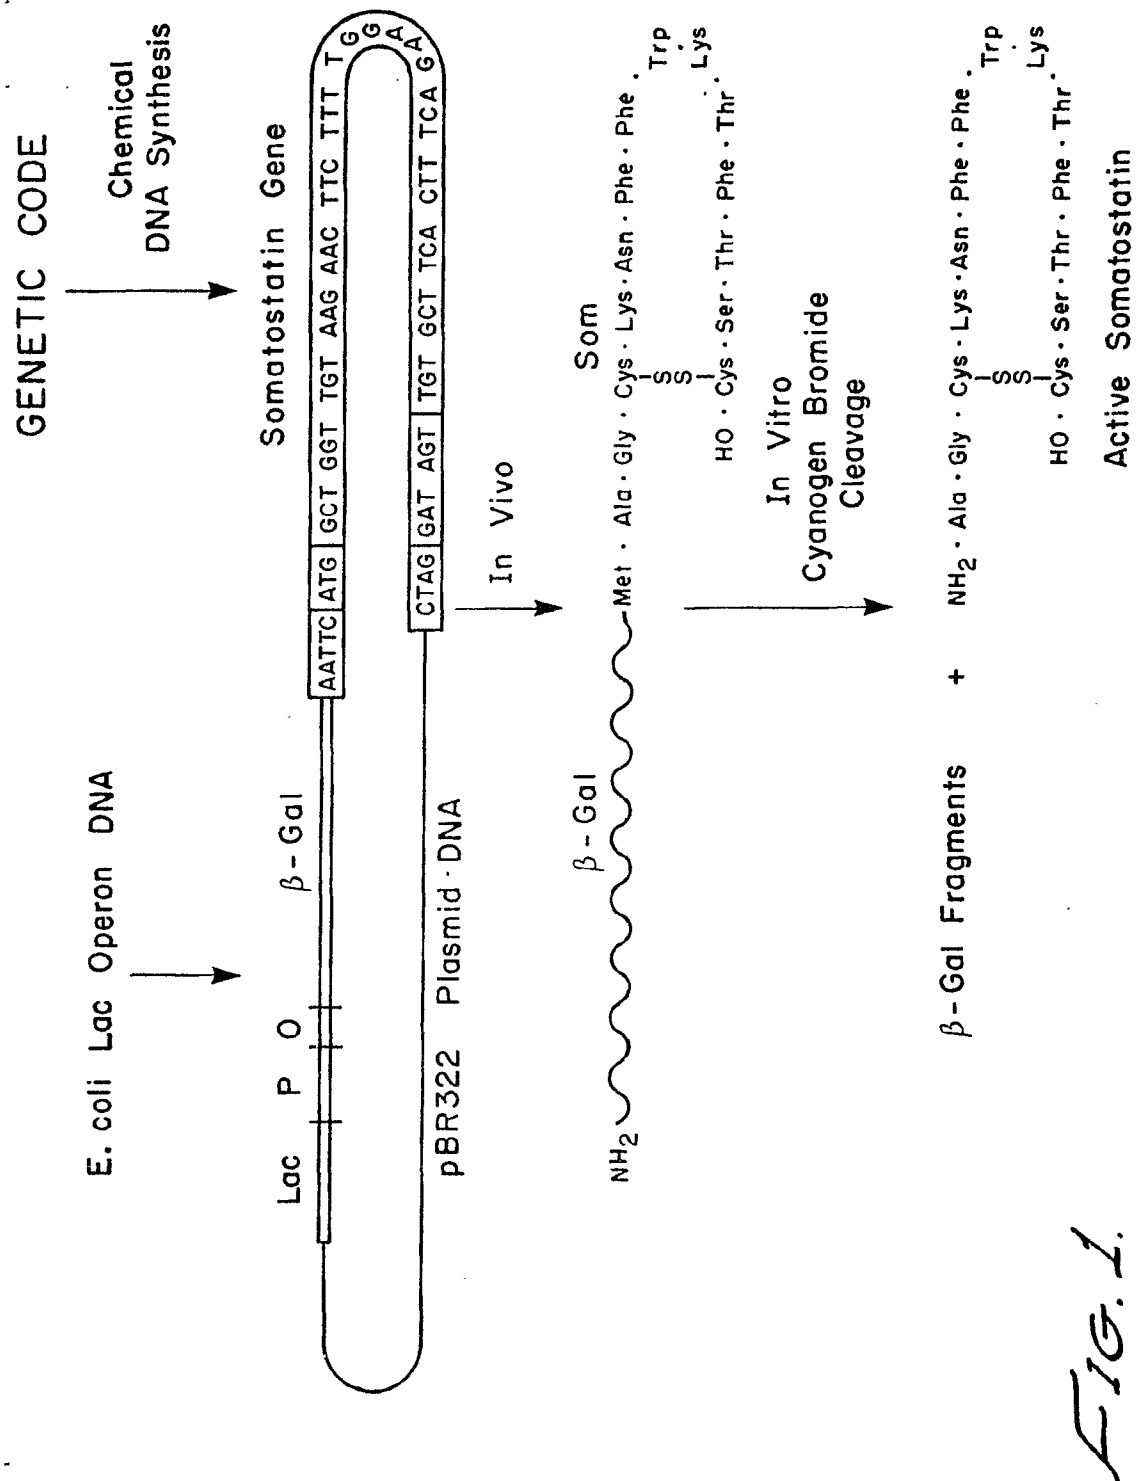 GENETIC CODE
Chemical
DNA Synthesis
E. coli Lac Operon DNA
Somatostatin Gene
Lac P O β-Gal
AATTC ATG GCT GGT TGT AAG AAC TTC TTT T
G G A A
G
CTAG GAT AGT TGT GCT TCA CTT TCA
pBR322 Plasmid·DNA
In Vivo
β-Gal
Som
NH2
Met · Ala · Gly · Cys · Lys · Asn · Phe · Phe ·
Trp
·
Lys
S
S
HO · Cys · Ser · Thr · Phe · Thr ·
In Vitro
Cyanogen Bromide
Cleavage
β-Gal Fragments + NH2 · Ala · Gly · Cys · Lys · Asn · Phe · Phe ·
Trp
·
Lys
S
S
HO · Cys · Ser · Thr · Phe · Thr ·
Active Somatostatin
FIG. 1.